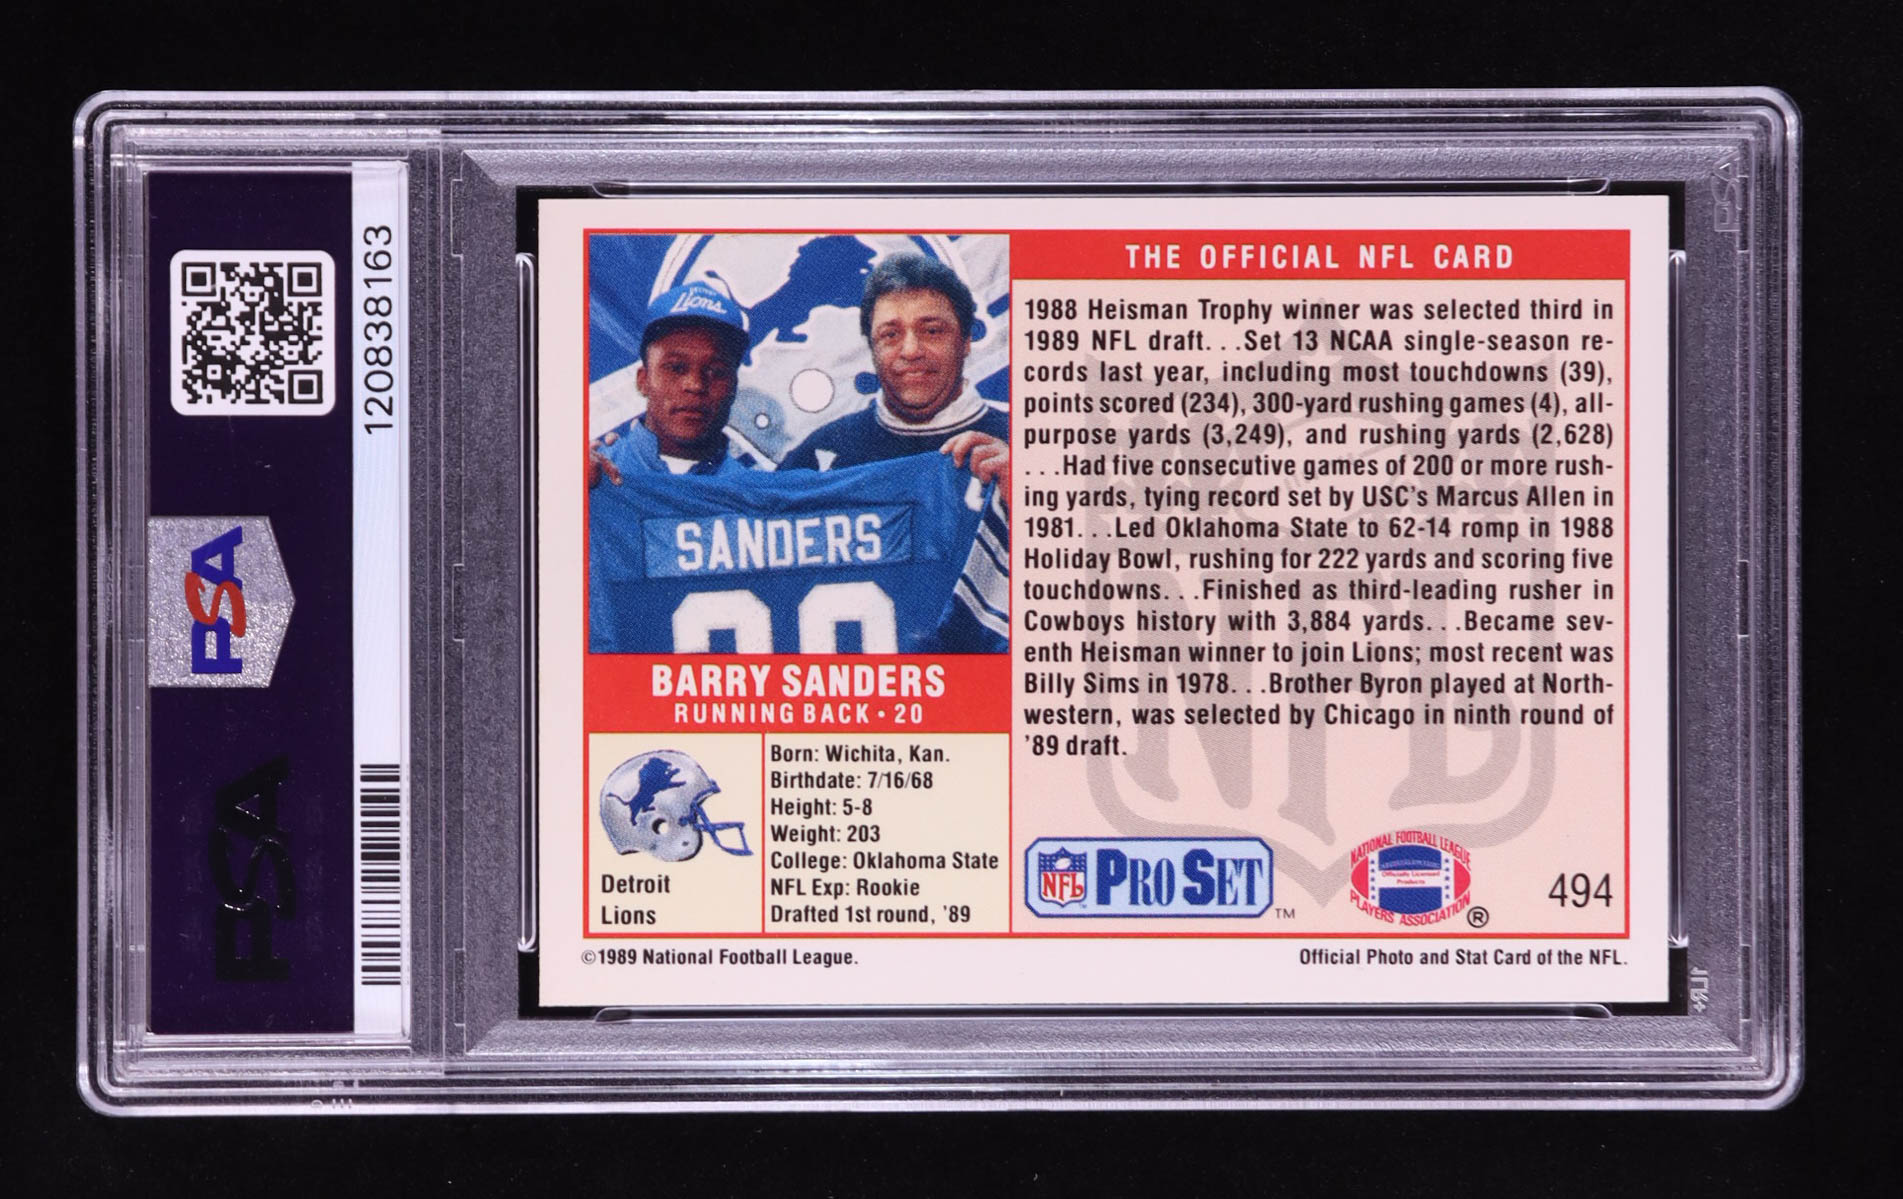 120838163
PSA
PSA
PSA
Lions
SANDERS
BARRY SANDERS
RUNNING BACK • 20
Detroit
Lions
Born: Wichita, Kan.
Birthdate: 7/16/68
Height: 5-8
Weight: 203
College: Oklahoma State
NFL Exp: Rookie
Drafted 1st round, '89
THE OFFICIAL NFL CARD
1988 Heisman Trophy winner was selected third in
1989 NFL draft. . .Set 13 NCAA single-season re-
cords last year, including most touchdowns (39),
points scored (234), 300-yard rushing games (4), all-
purpose yards (3,249), and rushing yards (2,628)
. . .Had five consecutive games of 200 or more rush-
ing yards, tying record set by USC's Marcus Allen in
1981. . .Led Oklahoma State to 62-14 romp in 1988
Holiday Bowl, rushing for 222 yards and scoring five
touchdowns. . .Finished as third-leading rusher in
Cowboys history with 3,884 yards. . .Became sev-
enth Heisman winner to join Lions; most recent was
Billy Sims in 1978. . .Brother Byron played at North-
western, was selected by Chicago in ninth round of
'89 draft.
NFL
NFL PRO SET ™
NATIONAL FOOTBALL LEAGUE
Officially Licensed
Products
PLAYERS ASSOCIATION ®
494
©1989 National Football League.
Official Photo and Stat Card of the NFL.